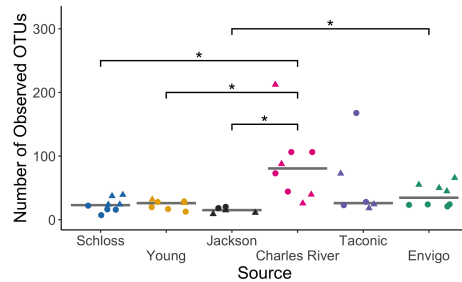 Number of Observed OTUs
300
200
100
0
*
*
*
*
Schloss
Young
Jackson
Charles River
Taconic
Envigo
Source